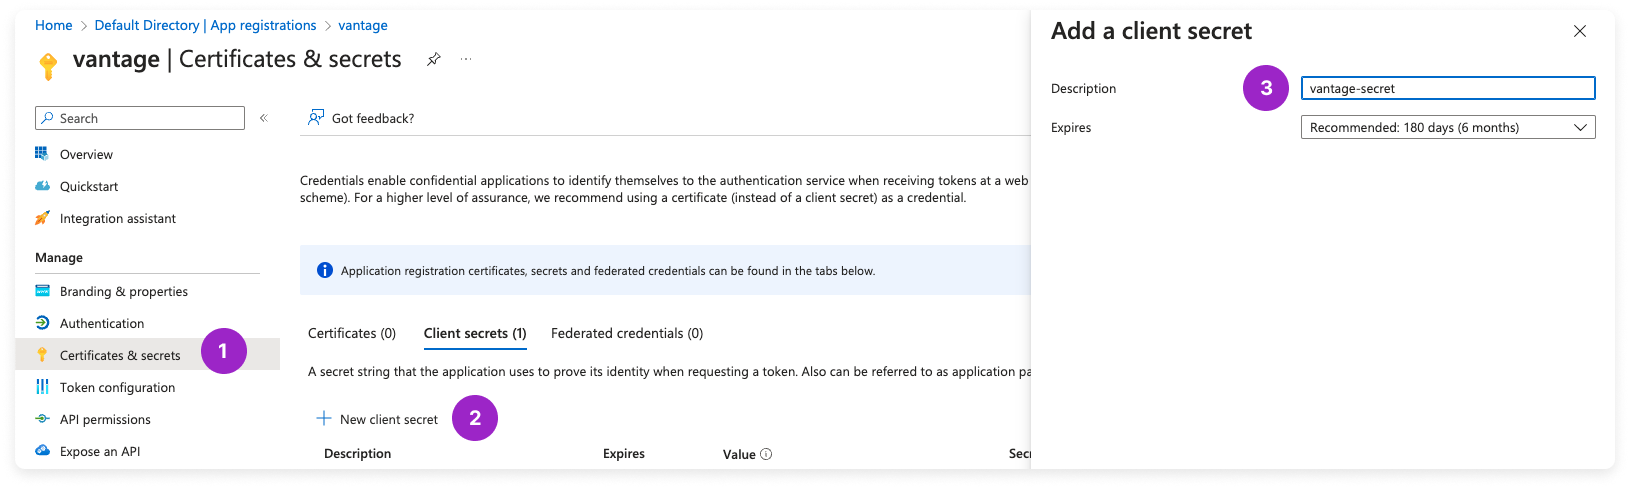 Home > Default Directory | App registrations > vantage
vantage | Certificates & secrets
Search
Overview
Quickstart
Integration assistant
Manage
Branding & properties
Authentication
Certificates & secrets
1
Token configuration
API permissions
Expose an API
Got feedback?
Credentials enable confidential applications to identify themselves to the authentication service when receiving tokens at a web
scheme). For a higher level of assurance, we recommend using a certificate (instead of a client secret) as a credential.
Application registration certificates, secrets and federated credentials can be found in the tabs below.
Certificates (0) Client secrets (1) Federated credentials (0)
A secret string that the application uses to prove its identity when requesting a token. Also can be referred to as application pa
New client secret
2
Description Expires Value Secr
Add a client secret
Description 3 vantage-secret
Expires Recommended: 180 days (6 months)